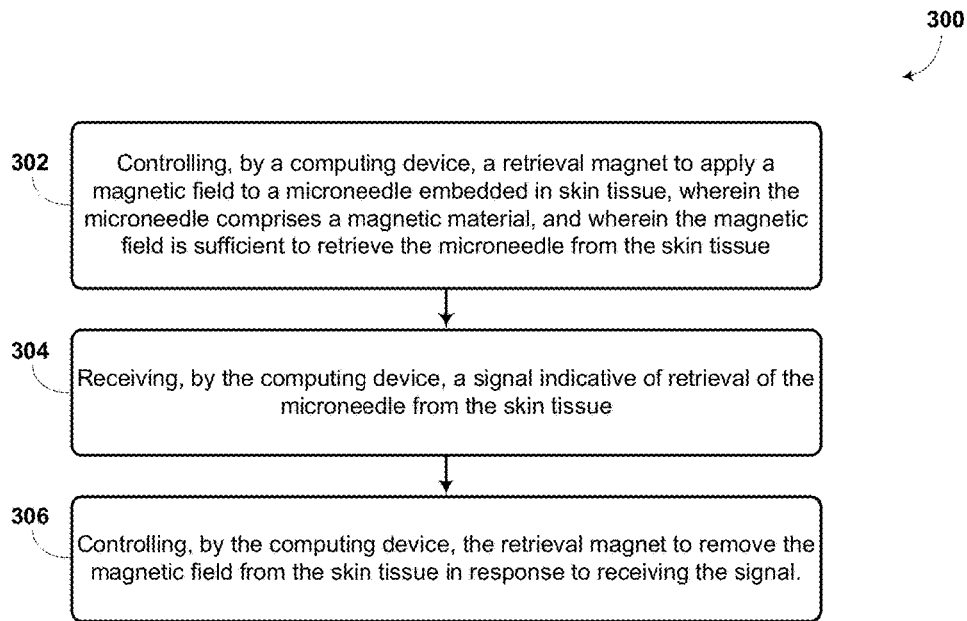 300
302
Controlling, by a computing device, a retrieval magnet to apply a
magnetic field to a microneedle embedded in skin tissue, wherein the
microneedle comprises a magnetic material, and wherein the magnetic
field is sufficient to retrieve the microneedle from the skin tissue
304
Receiving, by the computing device, a signal indicative of retrieval of the
microneedle from the skin tissue
306
Controlling, by the computing device, the retrieval magnet to remove the
magnetic field from the skin tissue in response to receiving the signal.